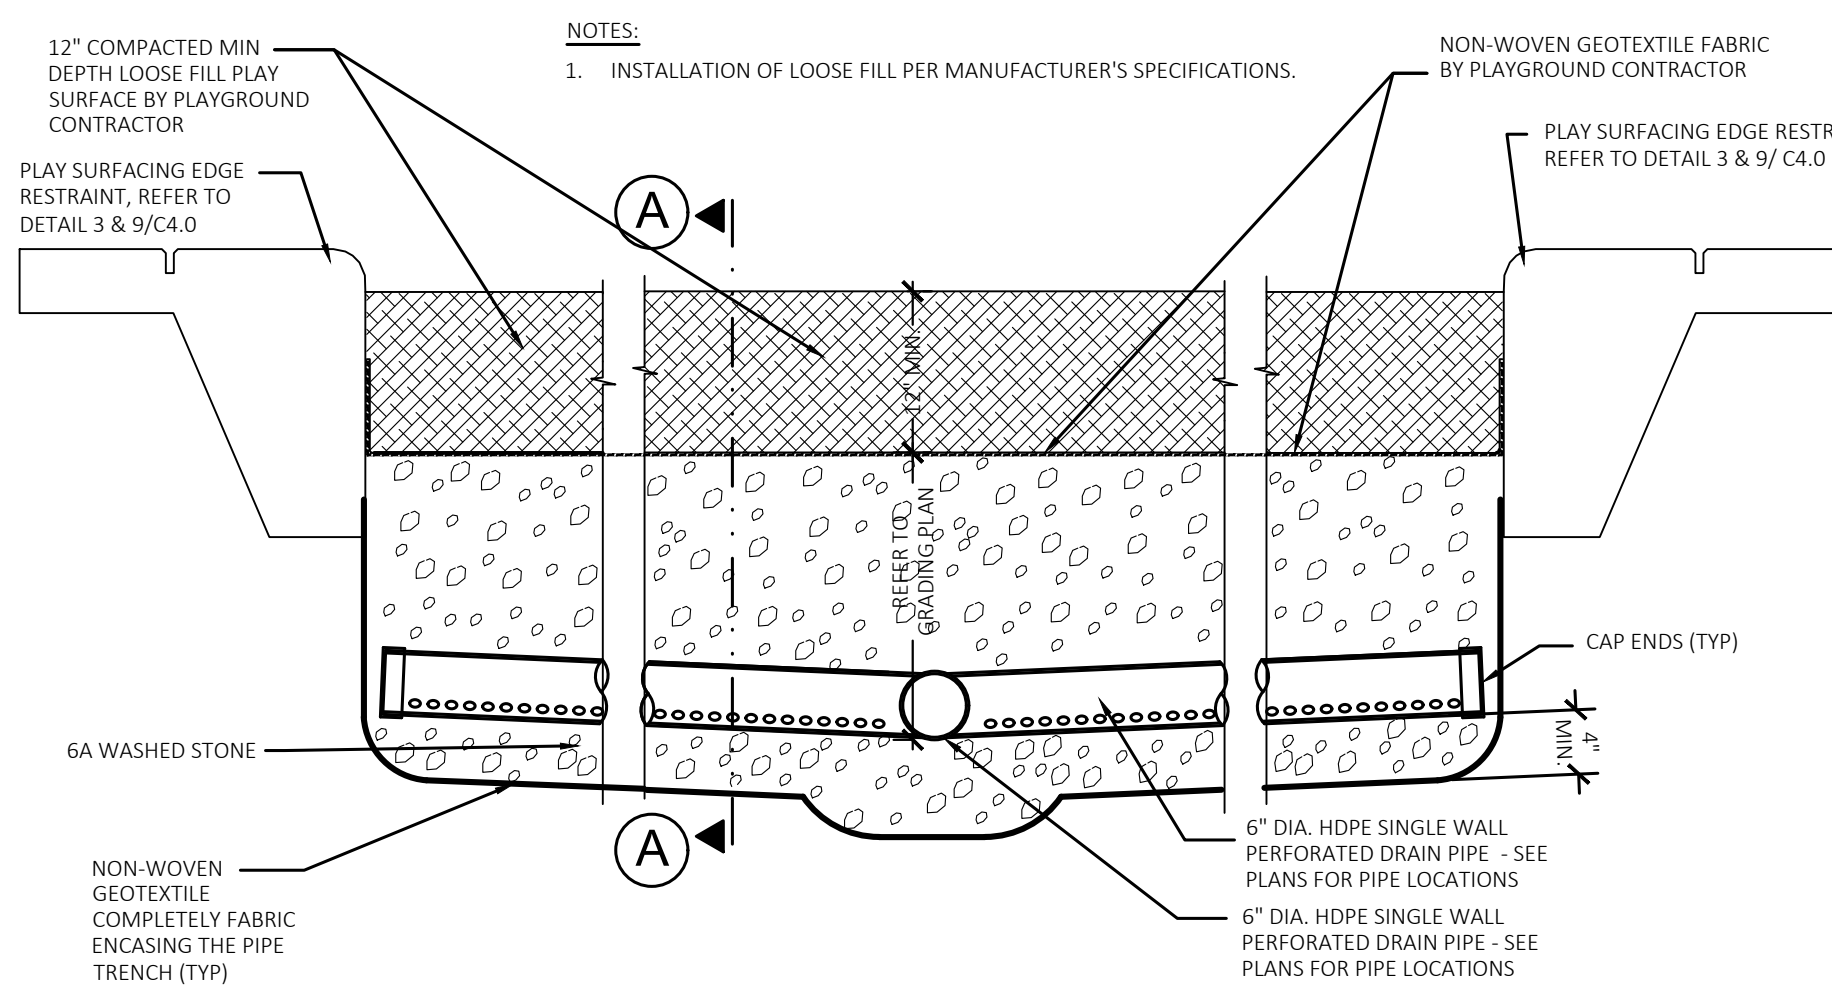 NOTES:
1. INSTALLATION OF LOOSE FILL PER MANUFACTURER'S SPECIFICATIONS.
12" COMPACTED MIN
DEPTH LOOSE FILL PLAY
SURFACE BY PLAYGROUND
CONTRACTOR
NON-WOVEN GEOTEXTILE FABRIC
BY PLAYGROUND CONTRACTOR
PLAY SURFACING EDGE
RESTRAINT, REFER TO
DETAIL 3 & 9/C4.0
PLAY SURFACING EDGE RESTR
REFER TO DETAIL 3 & 9/ C4.0
A
12" MIN.
REFER TO
GRADING PLAN
CAP ENDS (TYP)
4"
MIN.
6A WASHED STONE
A
NON-WOVEN
GEOTEXTILE
COMPLETELY FABRIC
ENCASING THE PIPE
TRENCH (TYP)
6" DIA. HDPE SINGLE WALL
PERFORATED DRAIN PIPE - SEE
PLANS FOR PIPE LOCATIONS
6" DIA. HDPE SINGLE WALL
PERFORATED DRAIN PIPE - SEE
PLANS FOR PIPE LOCATIONS